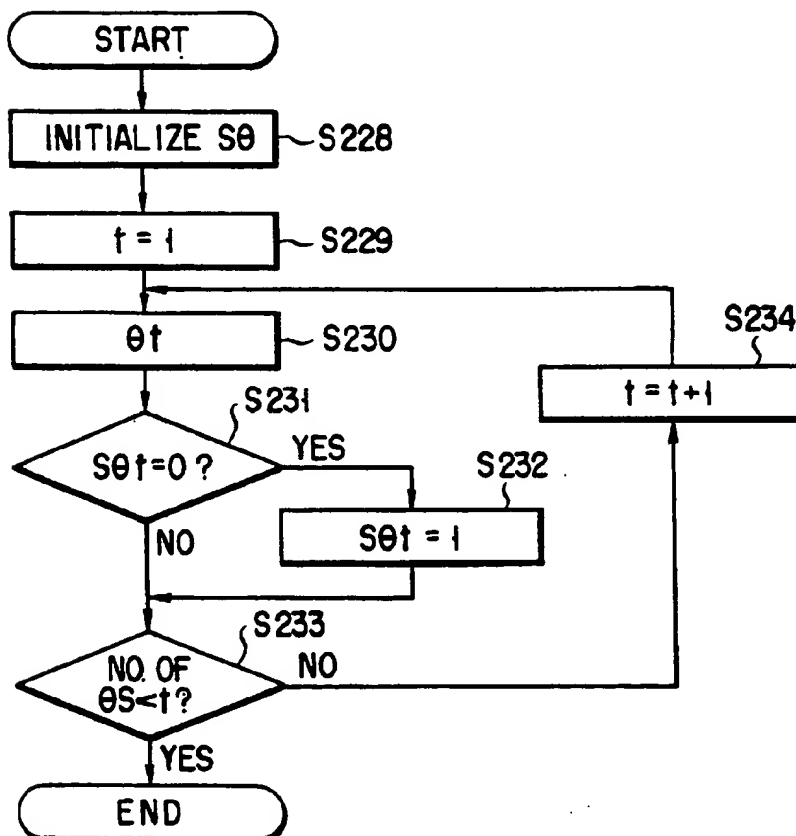 START
INITIALIZE Sθ
S228
t = 1
S229
θt
S230
S234
t = t+1
S231
Sθt=0 ?
YES
S232
Sθt = 1
NO
S233
NO. OF
θS<t?
NO
YES
END